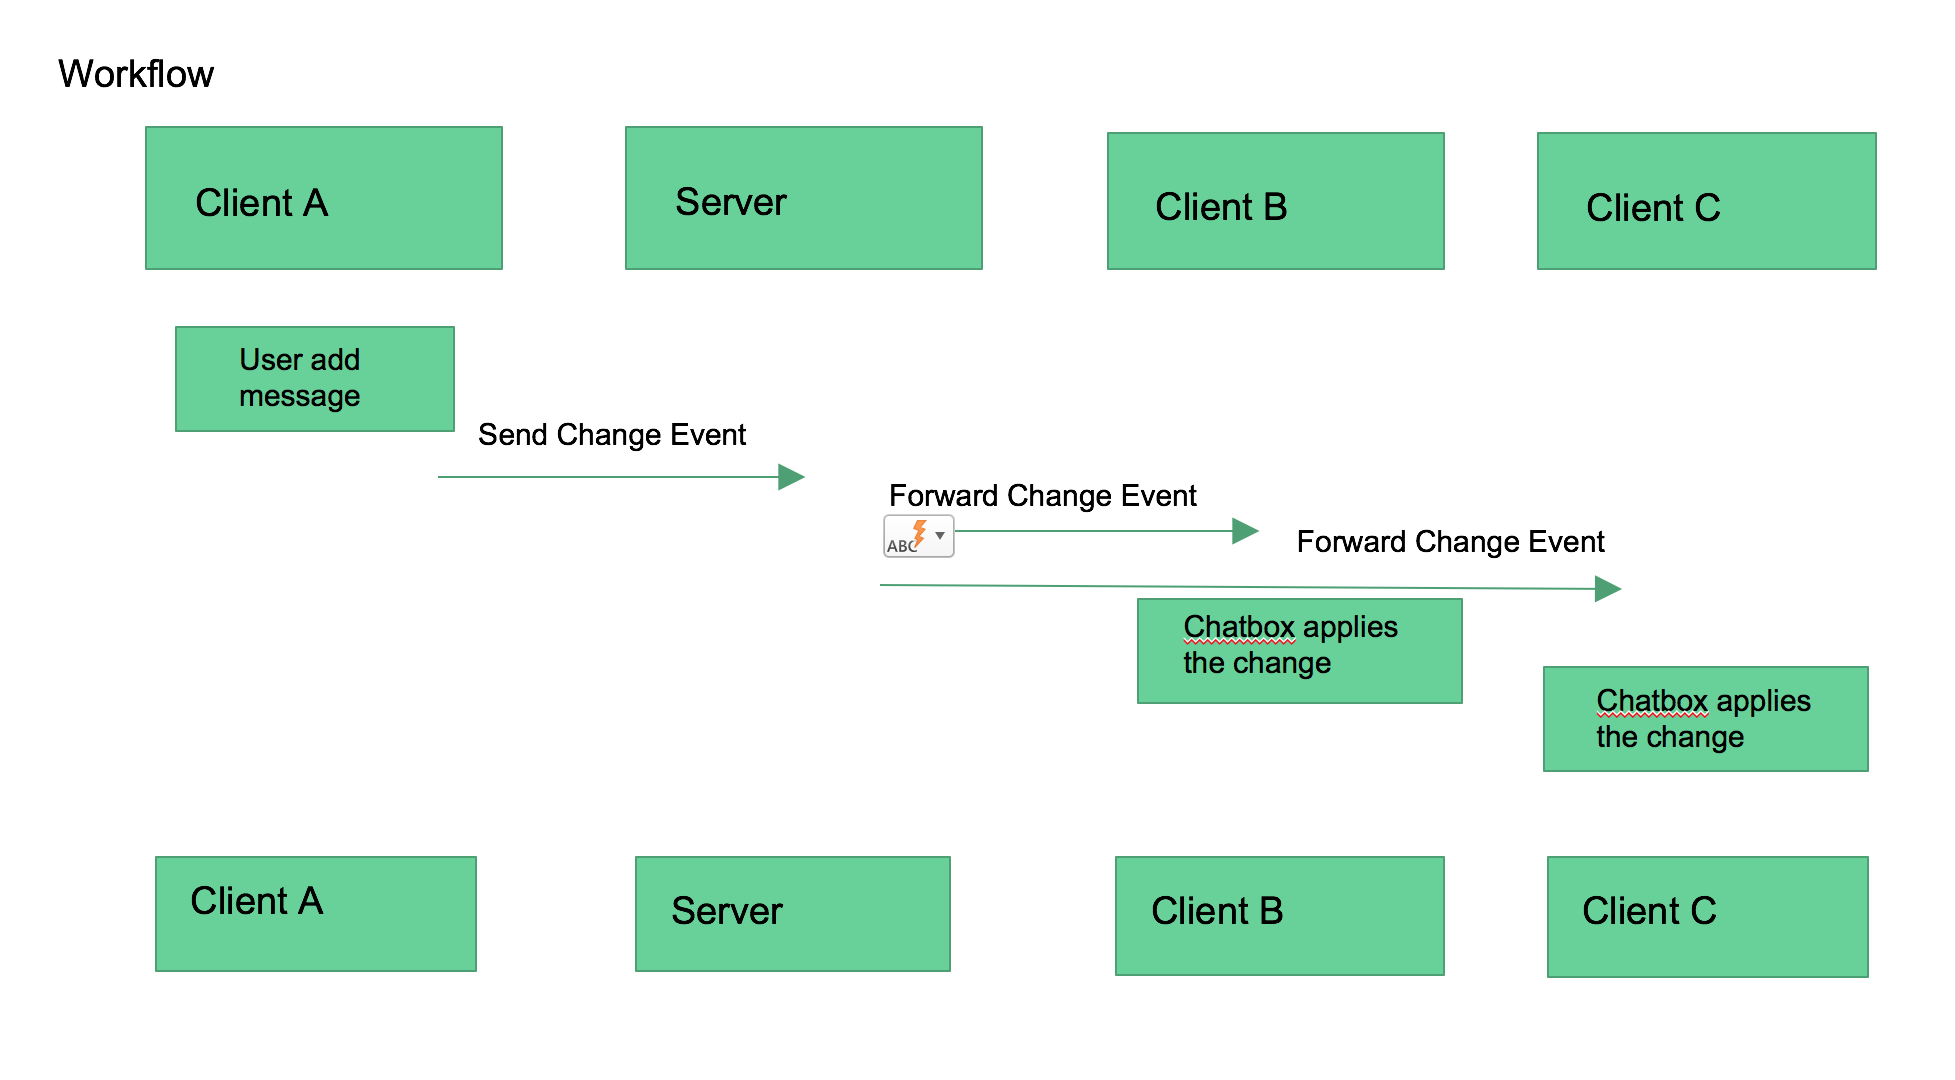 Workflow
Client A
Server
Client B
Client C
User add
message
Send Change Event
Forward Change Event
ABC
Forward Change Event
Chatbox applies
the change
Chatbox applies
the change
Client A
Server
Client B
Client C